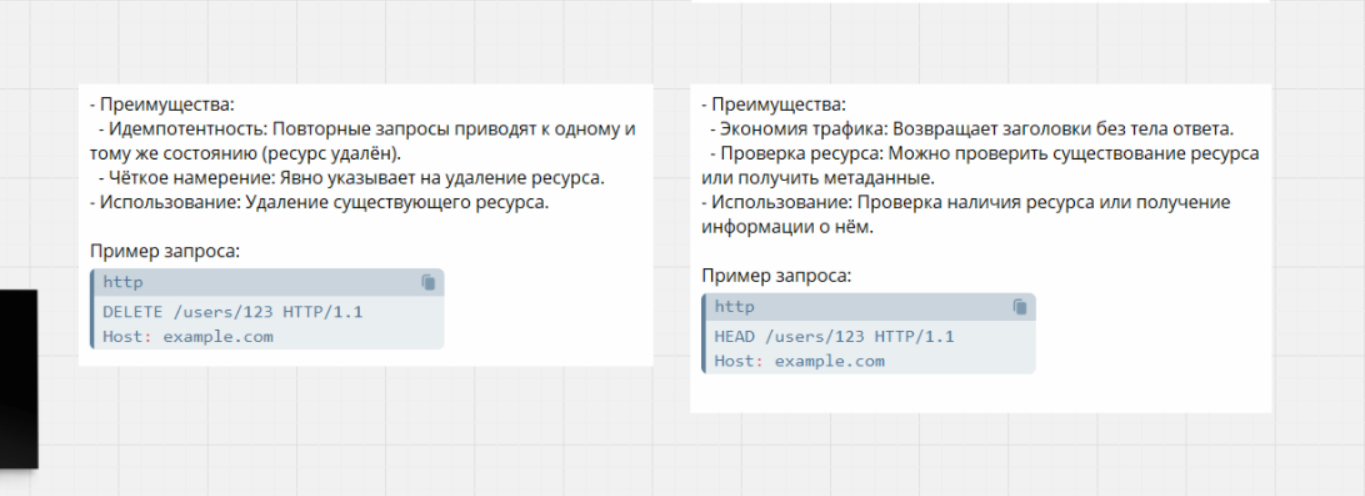 - Преимущества:
- Идемпотентность: Повторные запросы приводят к одному и
тому же состоянию (ресурс удалён).
- Чёткое намерение: Явно указывает на удаление ресурса.
- Использование: Удаление существующего ресурса.
Пример запроса:
http
DELETE /users/123 HTTP/1.1
Host: example.com
- Преимущества:
- Экономия трафика: Возвращает заголовки без тела ответа.
- Проверка ресурса: Можно проверить существование ресурса
или получить метаданные.
- Использование: Проверка наличия ресурса или получение
информации о нём.
Пример запроса:
http
HEAD /users/123 HTTP/1.1
Host: example.com